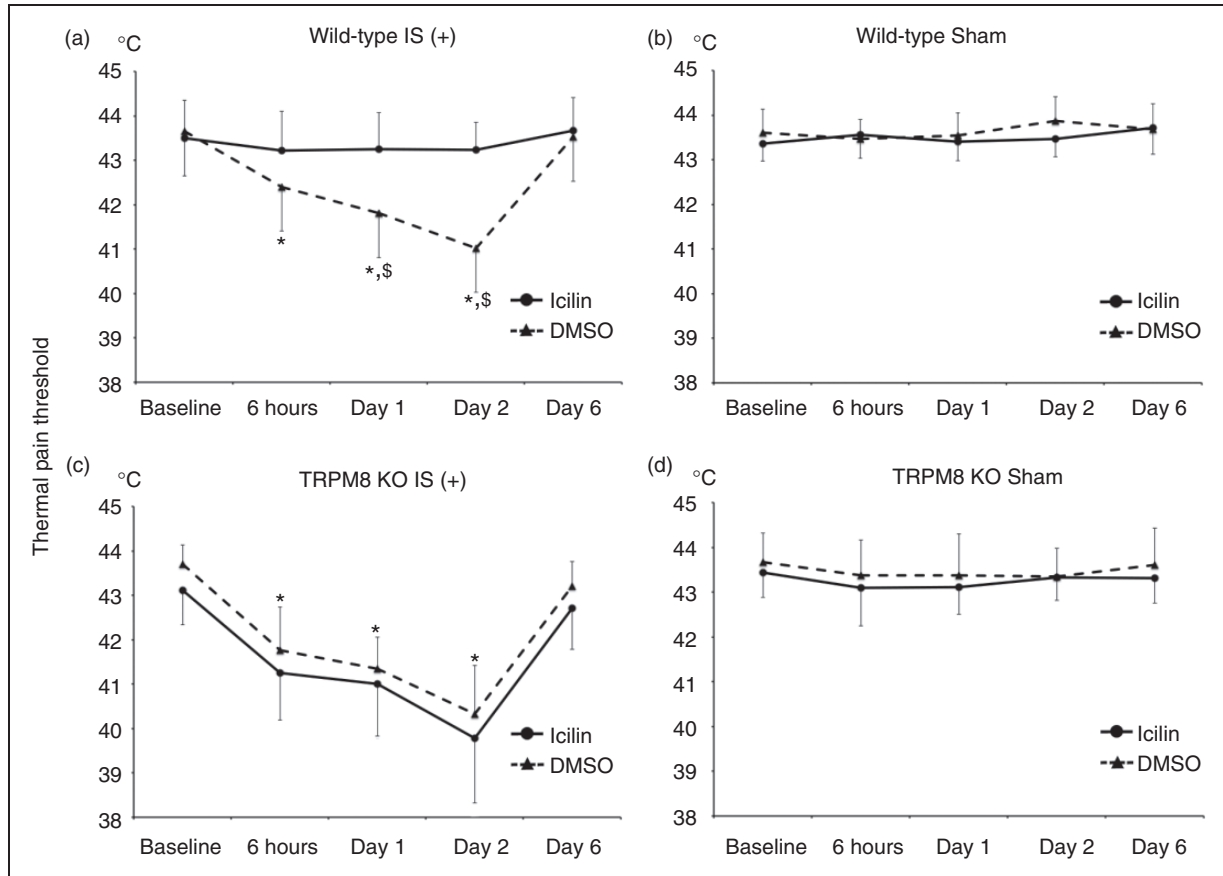 (a) °C Wild-type IS (+)
45
44
43
42
41
40
39
38
*
*,$
*,$
Icilin
DMSO
Baseline 6 hours Day 1 Day 2 Day 6
(b) °C Wild-type Sham
45
44
43
42
41
40
39
38
Icilin
DMSO
Baseline 6 hours Day 1 Day 2 Day 6
Thermal pain threshold
(c) °C TRPM8 KO IS (+)
45
44
43
42
41
40
39
38
*
*
*
Icilin
DMSO
Baseline 6 hours Day 1 Day 2 Day 6
(d) °C TRPM8 KO Sham
45
44
43
42
41
40
39
38
Icilin
DMSO
Baseline 6 hours Day 1 Day 2 Day 6